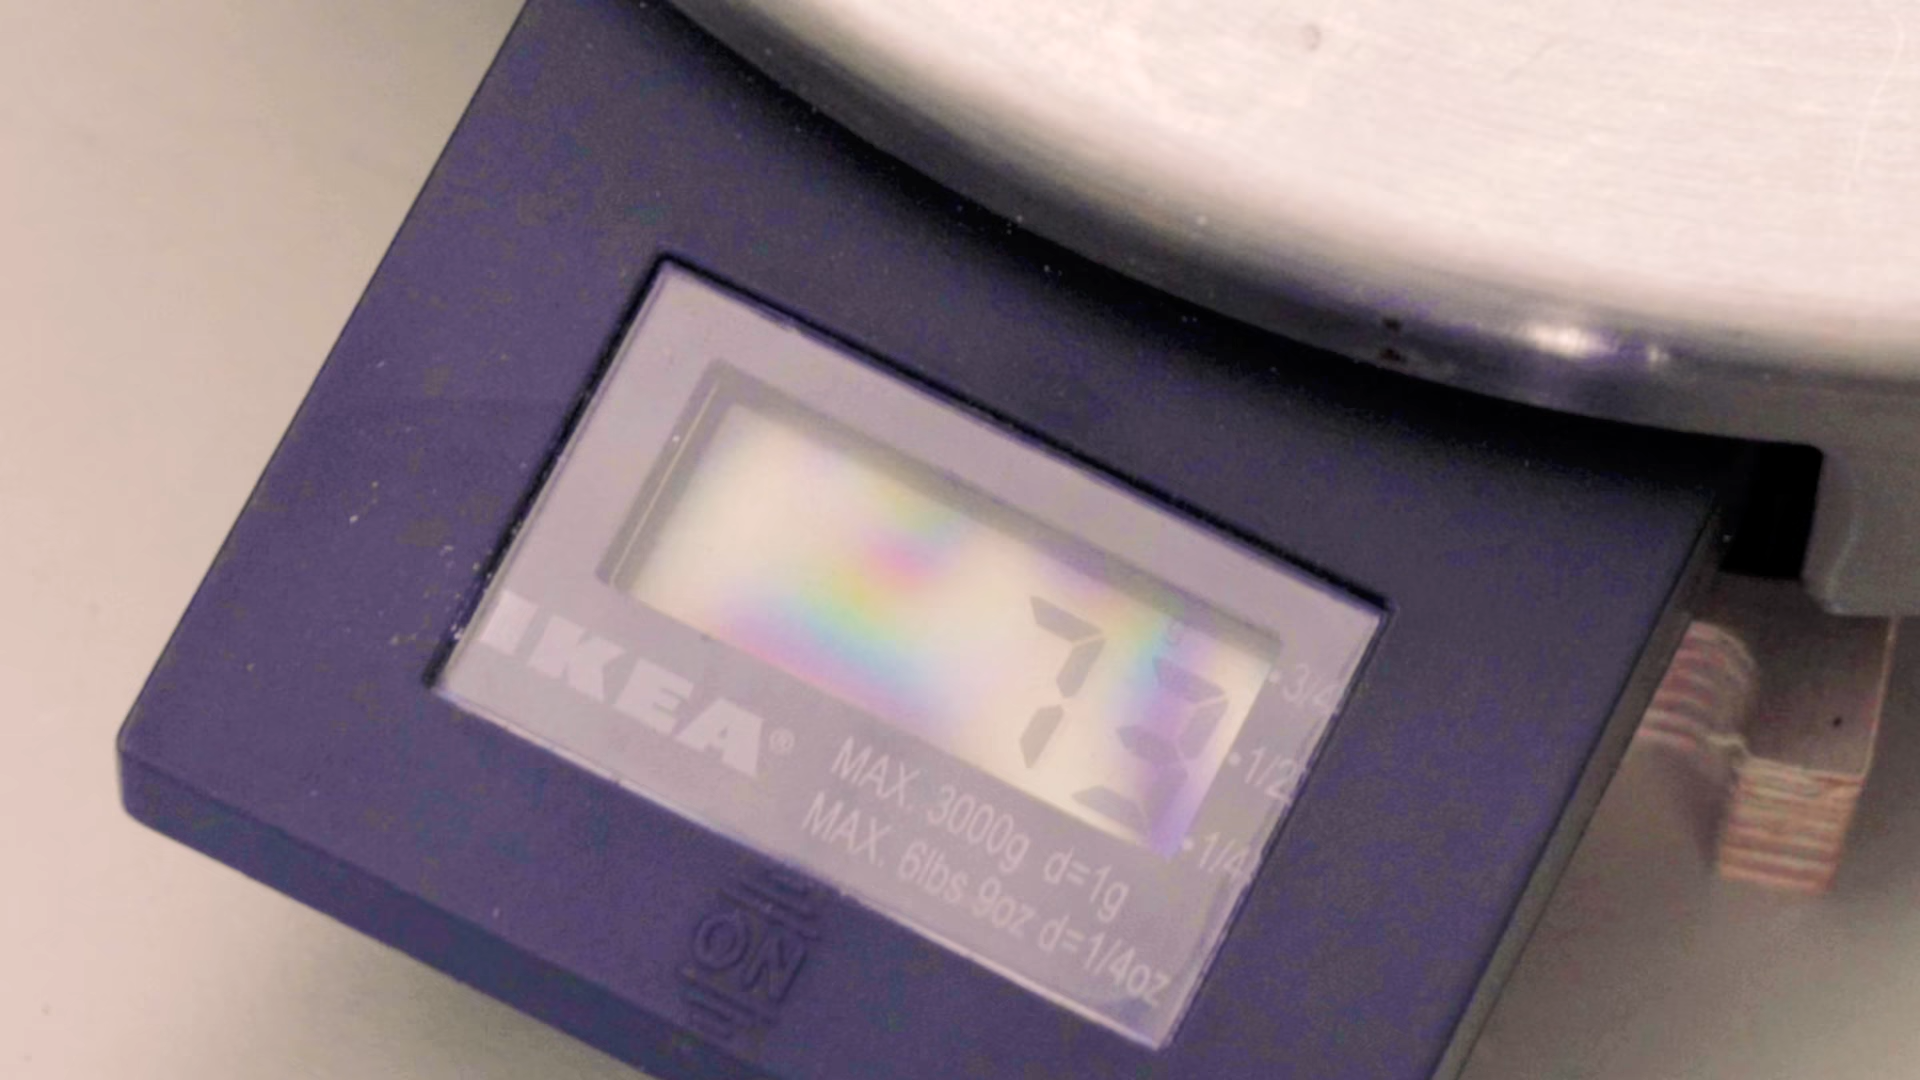 73
·3/4
·1/2
·1/4
IKEA®
MAX. 3000g d=1g
MAX. 6lbs 9oz d=1/4oz
ON